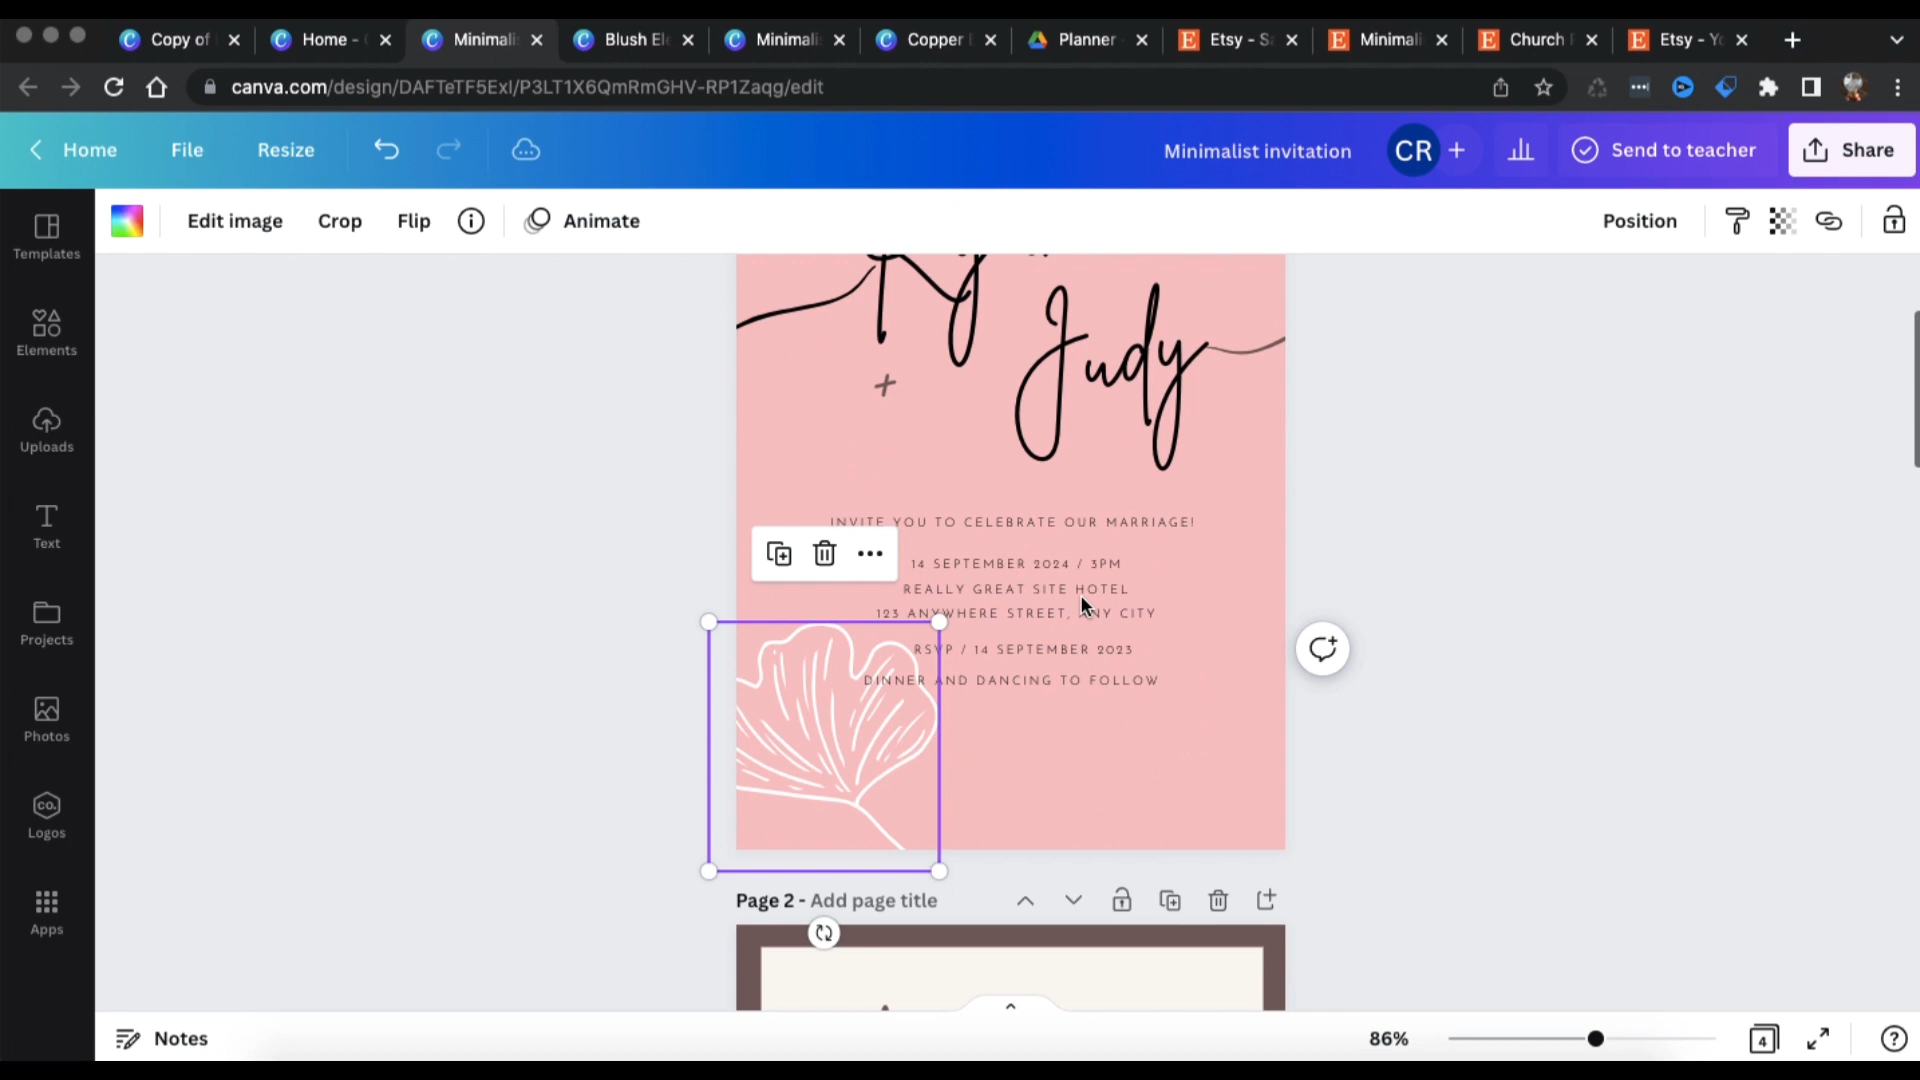 Copy of
Home -
Minimali
Blush El
Minimali
Copper
Planner
Etsy - S
Minimali
Church
Etsy - Yo
canva.com/design/DAFTeTF5ExI/P3LT1X6QmRmGHV-RP1Zaqg/edit
Home
File
Resize
Minimalist invitation
CR
Send to teacher
Share
Edit image
Crop
Flip
Animate
Position
Templates
Elements
Uploads
Text
Projects
Photos
CO.
Logos
Apps
Judy
+
INVITE YOU TO CELEBRATE OUR MARRIAGE!
14 SEPTEMBER 2024 / 3PM
REALLY GREAT SITE HOTEL
123 ANYWHERE STREET, ANY CITY
RSVP / 14 SEPTEMBER 2023
DINNER AND DANCING TO FOLLOW
Page 2 - Add page title
Notes
86%
4